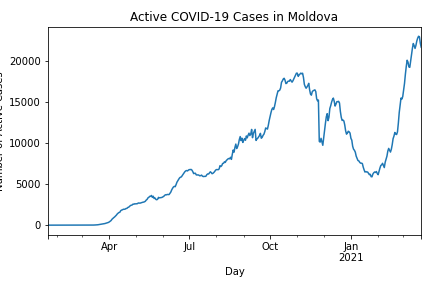 Active COVID-19 Cases in Moldova
20000
15000
10000
5000
0
Apr
Jul
Oct
Jan
2021
Day